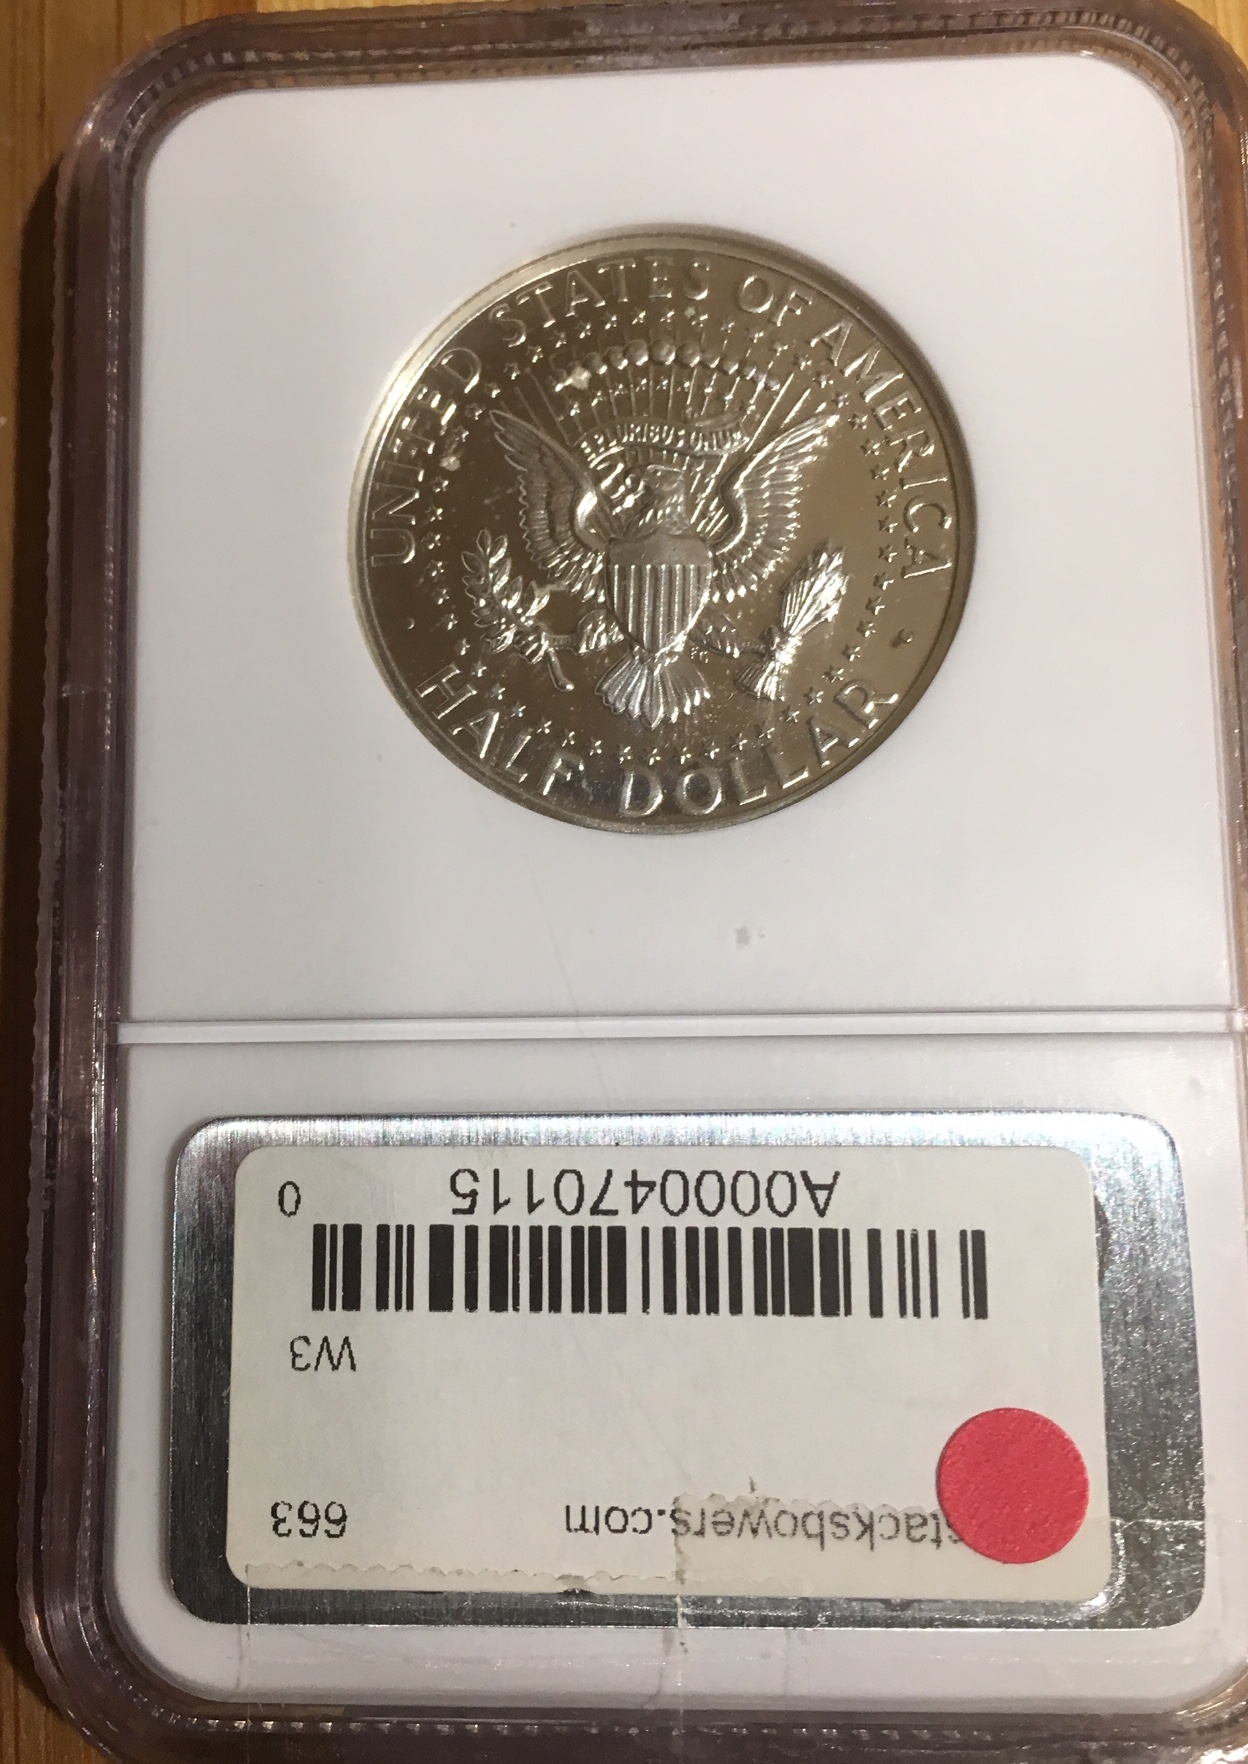 UNITED STATES OF AMERICA
E PLURIBUS UNUM
HALF DOLLAR
A0000470115
0
W3
stacksbowers.com
663